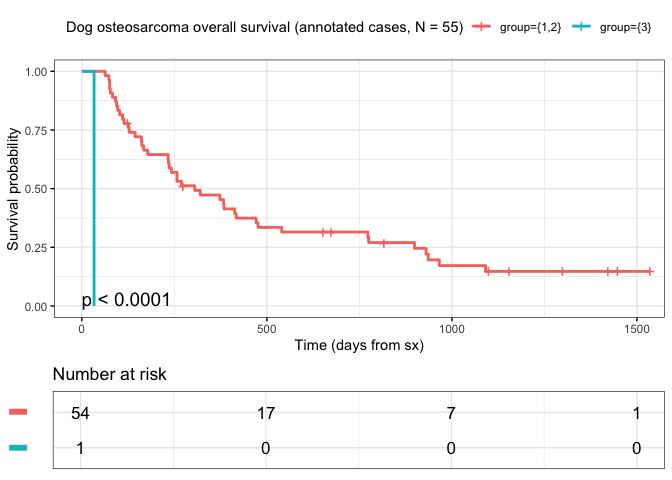 Dog osteosarcoma overall survival (annotated cases, N = 55) group={1,2} group={3}
1.00
0.75
0.50
0.25
0.00
Survival probability
p < 0.0001
0 500 1000 1500
Time (days from sx)
Number at risk
54 17 7 1
1 0 0 0